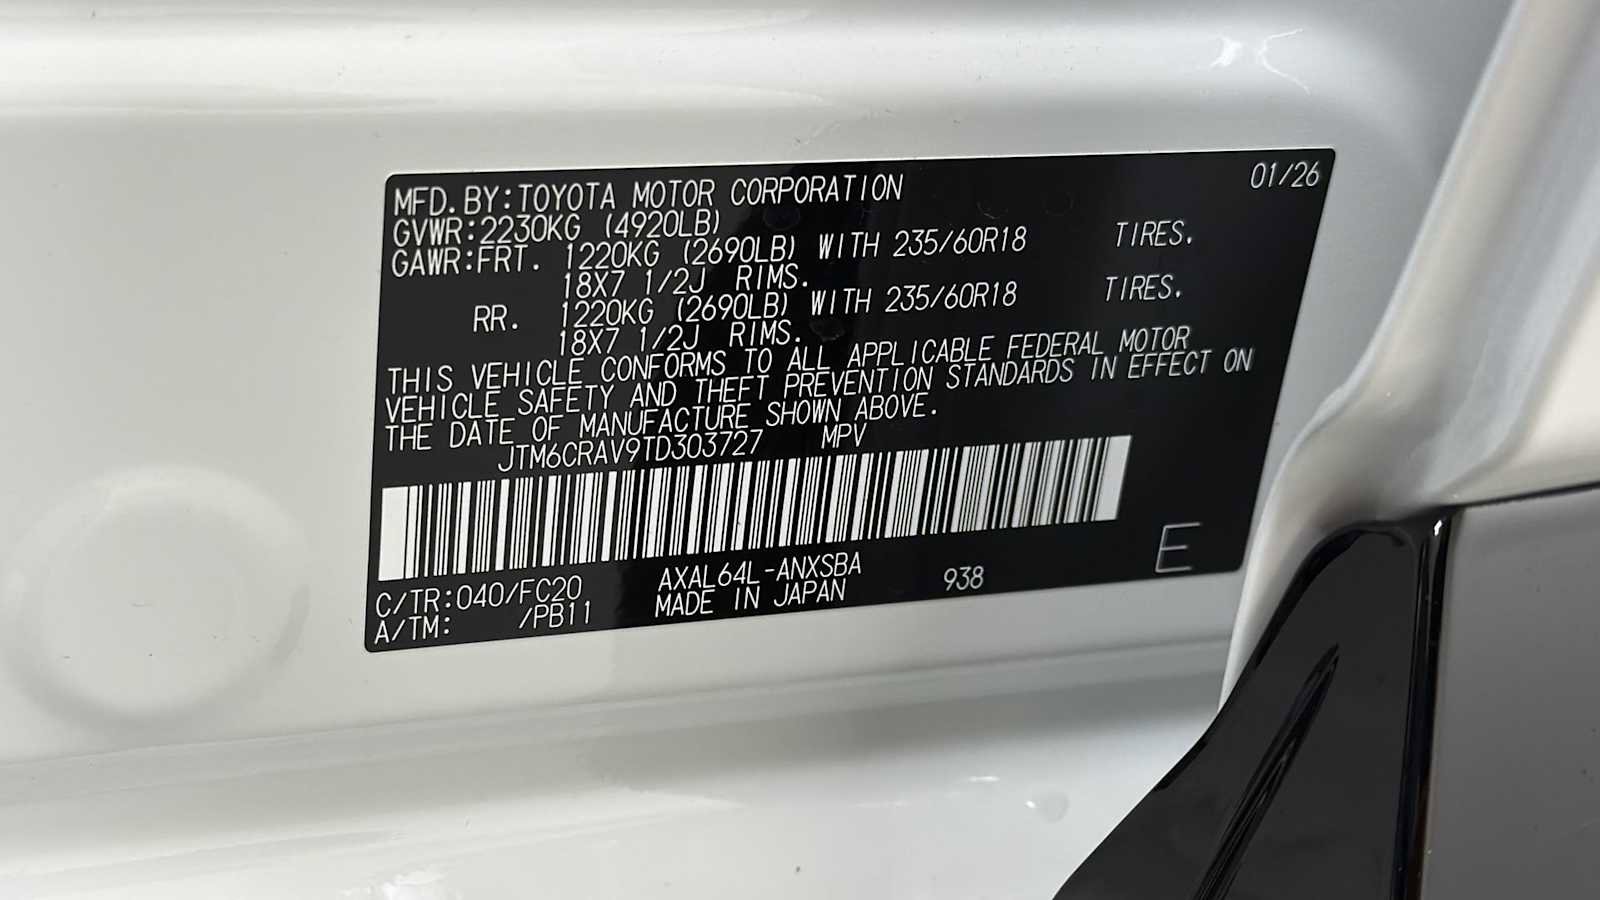 01/26
MFD.BY:TOYOTA MOTOR CORPORATION
GVWR:2230KG (4920LB)
GAWR:FRT. 1220KG (2690LB) WITH 235/60R18 TIRES.
18X7 1/2J RIMS.
RR. 1220KG (2690LB) WITH 235/60R18 TIRES.
18X7 1/2J RIMS.
THIS VEHICLE CONFORMS TO ALL APPLICABLE FEDERAL MOTOR
VEHICLE SAFETY AND THEFT PREVENTION STANDARDS IN EFFECT ON
THE DATE OF MANUFACTURE SHOWN ABOVE.
JTM6CRAV9TD303727 MPV
C/TR:040/FC20 AXAL64L-ANXSBA 938 E
A/TM: /PB11 MADE IN JAPAN